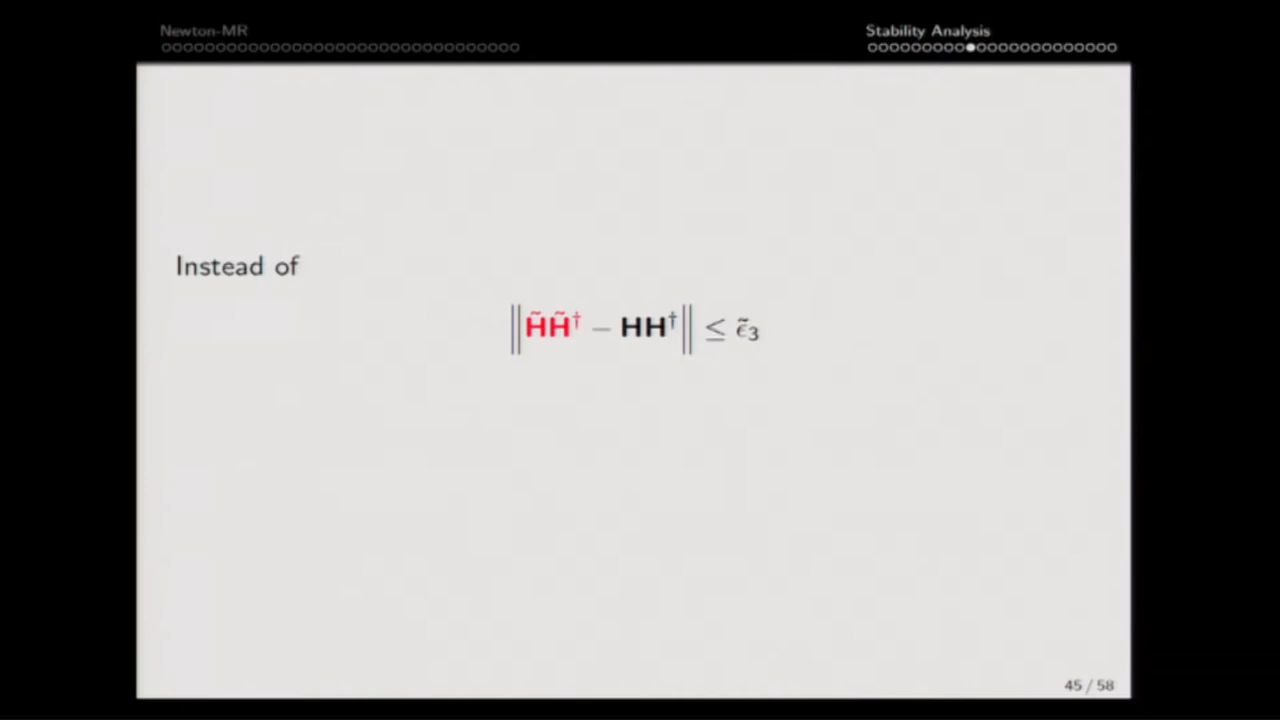 Newton-MR
Stability Analysis
Instead of
‖H̃H̃† − HH†‖ ≤ ϵ̃₃
45 / 58